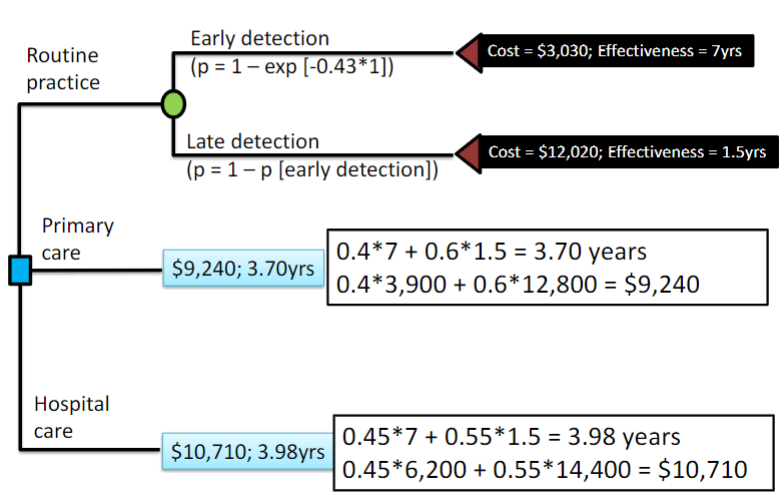 Routine
practice
Early detection
(p = 1 – exp [-0.43*1])
Cost = $3,030; Effectiveness = 7yrs
Late detection
(p = 1 – p [early detection])
Cost = $12,020; Effectiveness = 1.5yrs
Primary
care
$9,240; 3.70yrs
0.4*7 + 0.6*1.5 = 3.70 years
0.4*3,900 + 0.6*12,800 = $9,240
Hospital
care
$10,710; 3.98yrs
0.45*7 + 0.55*1.5 = 3.98 years
0.45*6,200 + 0.55*14,400 = $10,710